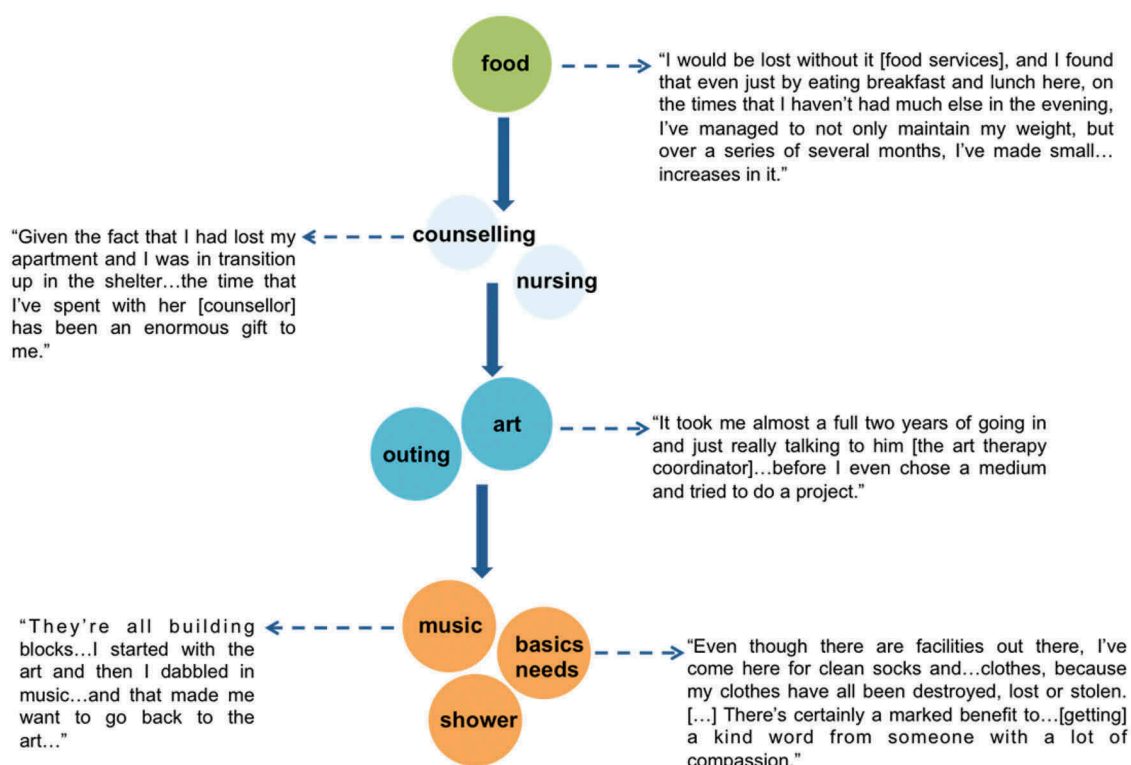 food
“I would be lost without it [food services], and I found
that even just by eating breakfast and lunch here, on
the times that I haven’t had much else in the evening,
I’ve managed to not only maintain my weight, but
over a series of several months, I’ve made small…
increases in it.”
counselling
nursing
“Given the fact that I had lost my
apartment and I was in transition
up in the shelter…the time that
I’ve spent with her [counsellor]
has been an enormous gift to
me.”
art
outing
“It took me almost a full two years of going in
and just really talking to him [the art therapy
coordinator]…before I even chose a medium
and tried to do a project.”
music
basics
needs
shower
“They’re all building
blocks…I started with the
art and then I dabbled in
music…and that made me
want to go back to the
art…”
“Even though there are facilities out there, I’ve
come here for clean socks and…clothes, because
my clothes have all been destroyed, lost or stolen.
[…] There’s certainly a marked benefit to…[getting]
a kind word from someone with a lot of
compassion.”